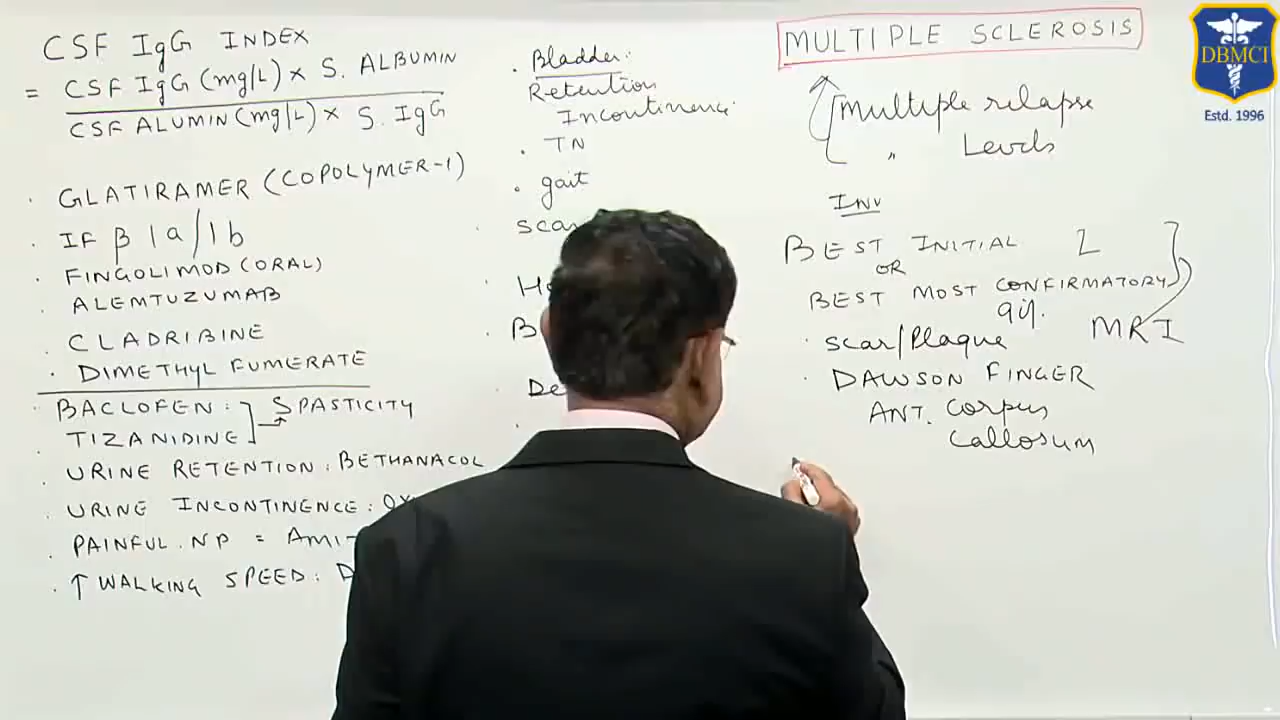 CSF IgG INDEX
= CSF IgG (mg/L) × S. ALBUMIN
CSF ALUMIN (mg/L) × S. IgG
. GLATIRAMER (COPOLYMER-1)
. IF β 1a/1b
. FINGOLIMOD (ORAL)
. ALEMTUZUMAB
. CLADRIBINE
. DIMETHYL FUMERATE
. BACLOFEN :
TIZANIDINE
SPASTICITY
. URINE RETENTION : BETHANACOL
. URINE INCONTINENCE :
. PAINFUL NP =
. ↑ WALKING SPEED :
. Bladder:
Retention
Incontinence
. TN
. gait
MULTIPLE SCLEROSIS
Multiple relapse
" Levels
INV
BEST INITIAL
OR
BEST MOST CONFIRMATORY
MRI
. scar/Plaque
. DAWSON FINGER
ANT. Corpus
Callosum
DBMCI
Estd. 1996